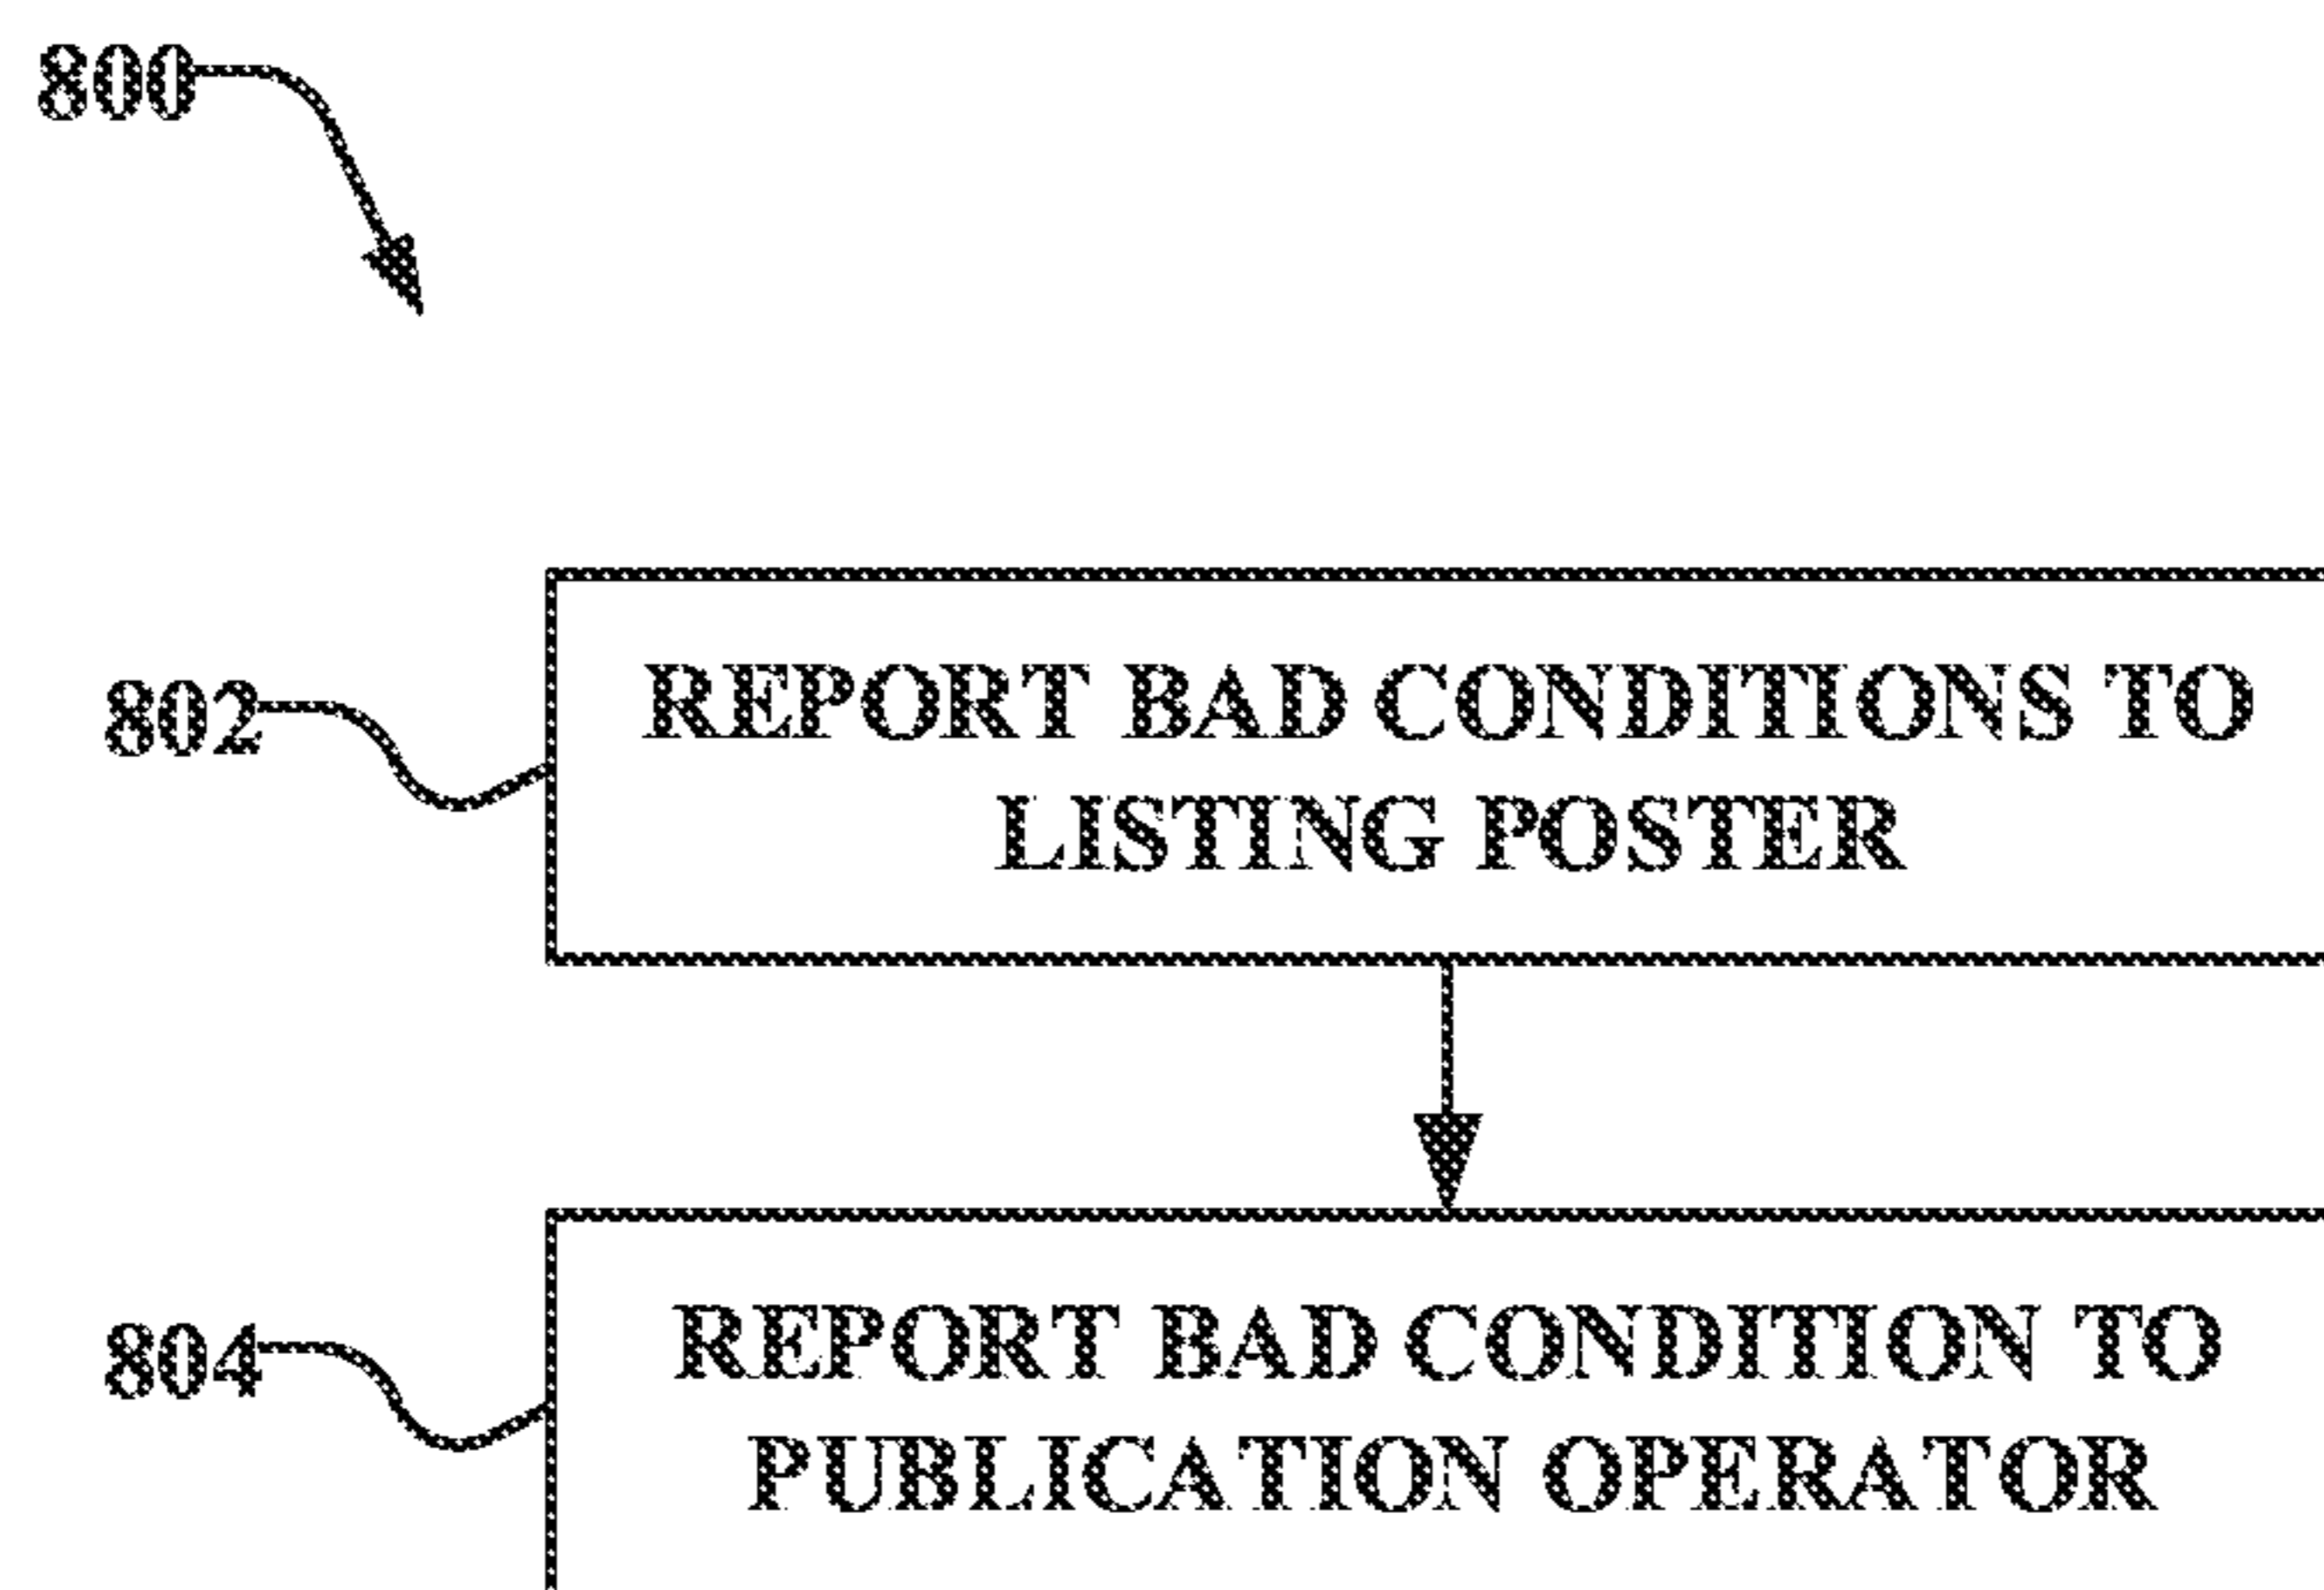 800
802
REPORT BAD CONDITIONS TO
LISTING POSTER
804
REPORT BAD CONDITION TO
PUBLICATION OPERATOR